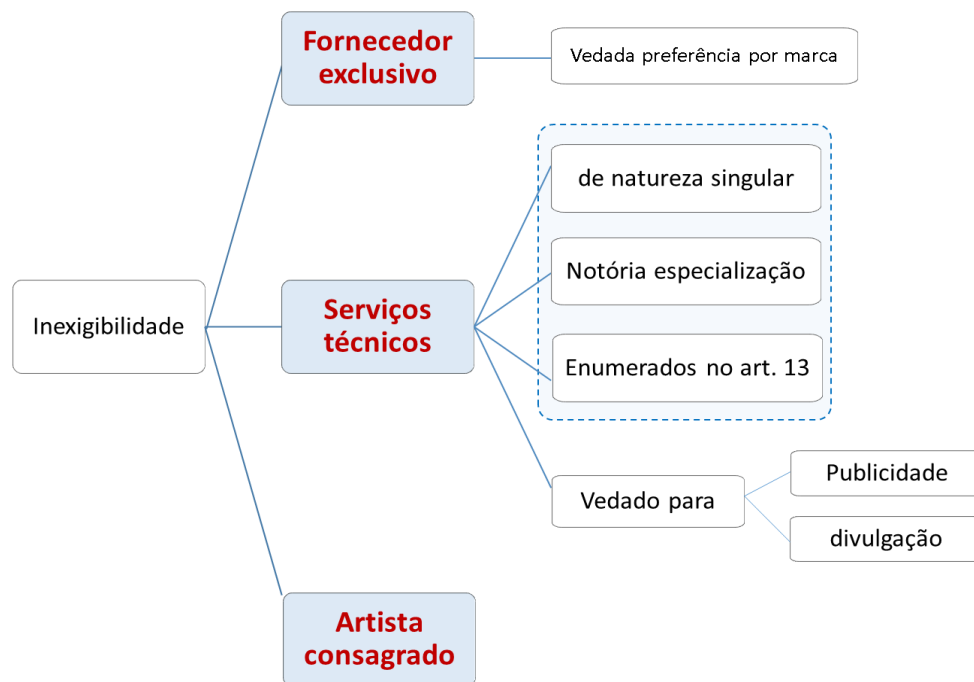 Fornecedor
exclusivo
Vedada preferência por marca
de natureza singular
Notória especialização
Inexigibilidade
Serviços
técnicos
Enumerados no art. 13
Vedado para
Publicidade
divulgação
Artista
consagrado